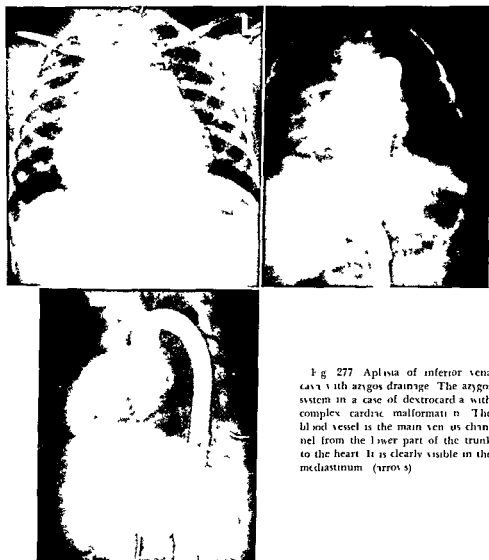 L
Fig 277 Aplasia of inferior vena
cava with azygos drainage The azygos
system in a case of dextrocardia with
complex cardiac malformation The
blood vessel is the main venous chan
nel from the lower part of the trunk
to the heart It is clearly visible in the
mediastinum (arrows)